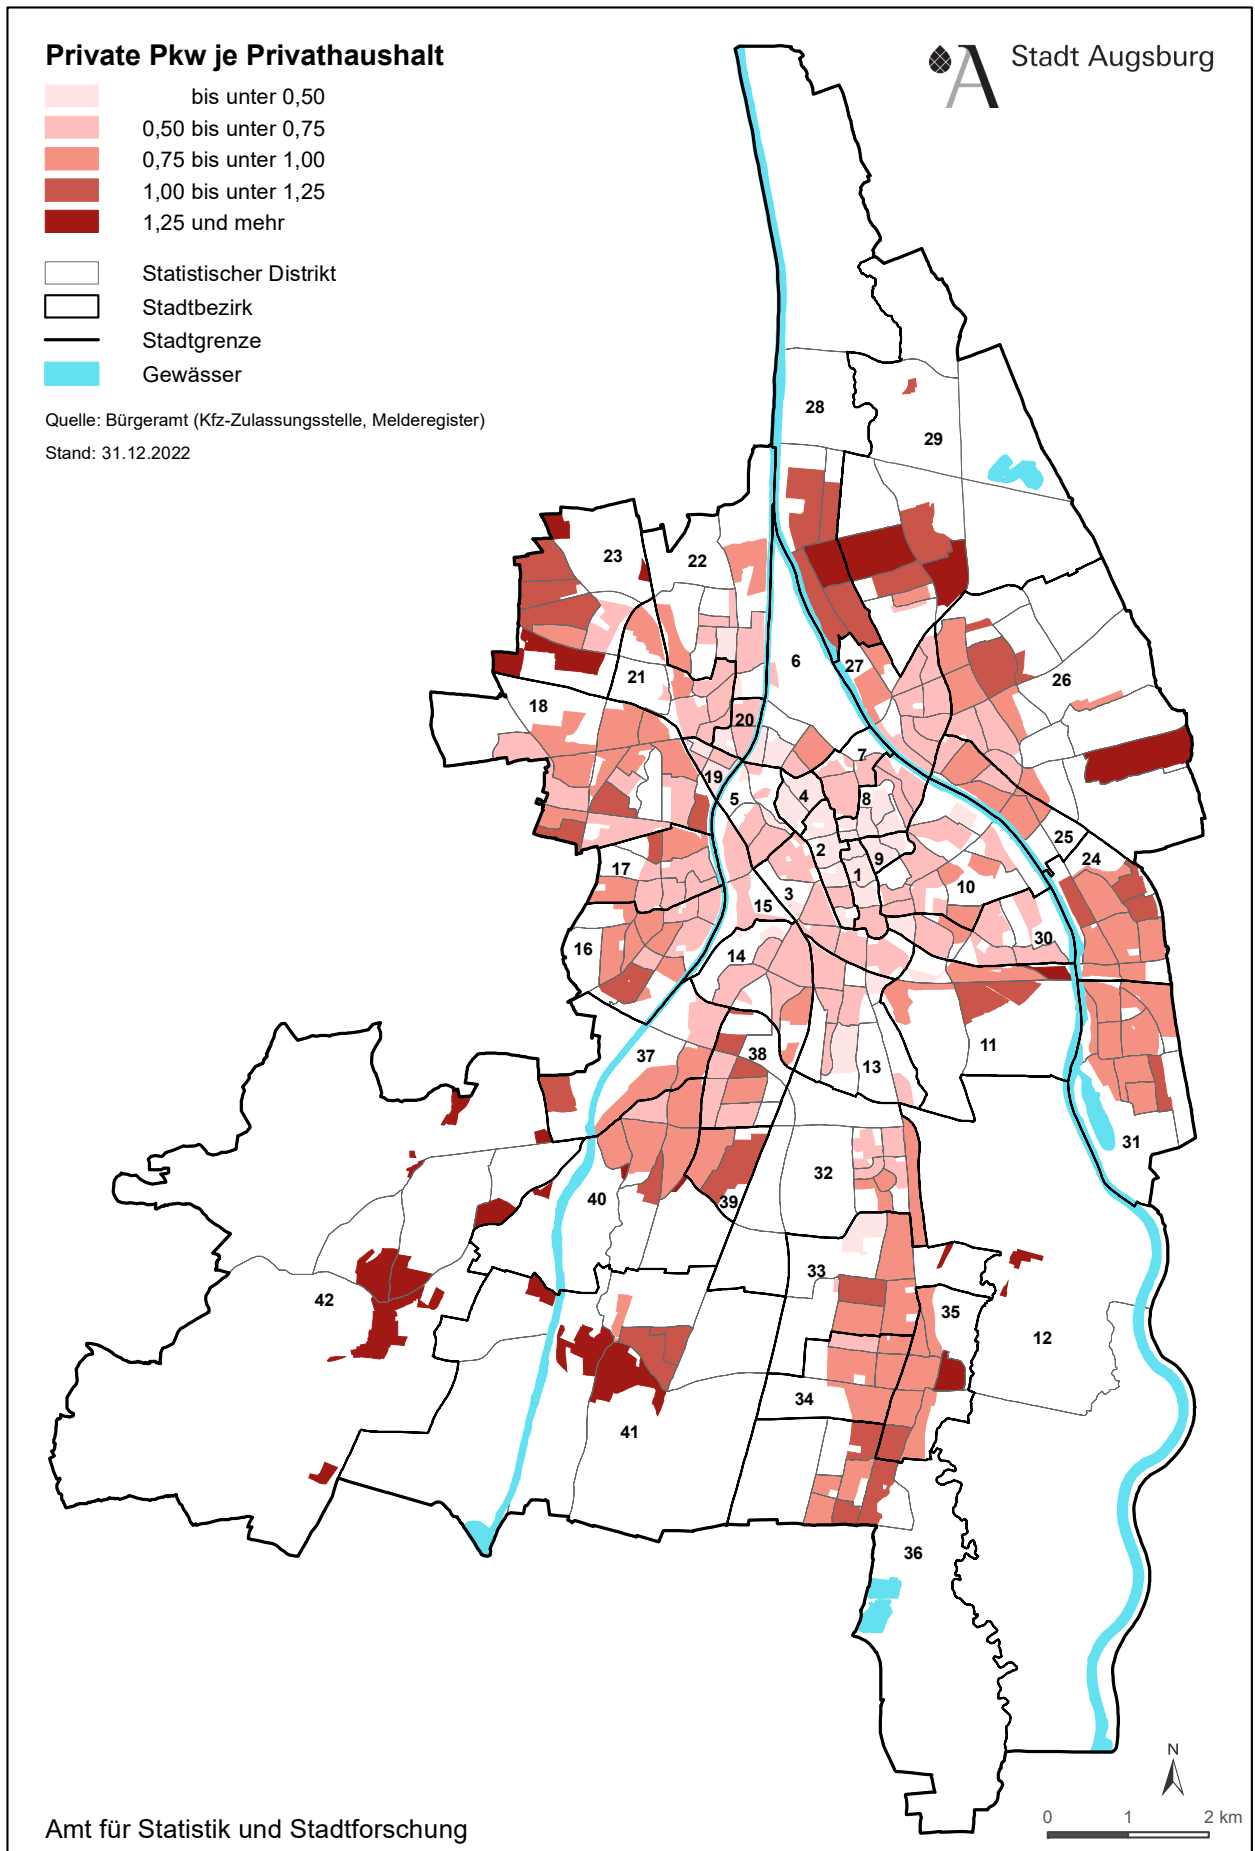 Private Pkw je Privathaushalt
bis unter 0,50
0,50 bis unter 0,75
0,75 bis unter 1,00
1,00 bis unter 1,25
1,25 und mehr
Statistischer Distrikt
Stadtbezirk
Stadtgrenze
Gewässer
Quelle: Bürgeramt (Kfz-Zulassungsstelle, Melderegister)
Stand: 31.12.2022
A Stadt Augsburg
28
29
23
22
6
27
26
21
18
20
7
19
5
4
8
25
2
9
24
17
1
10
3
15
30
16
14
11
37
38
13
31
32
40
39
33
42
35
12
34
41
36
N
0 1 2 km
Amt für Statistik und Stadtforschung